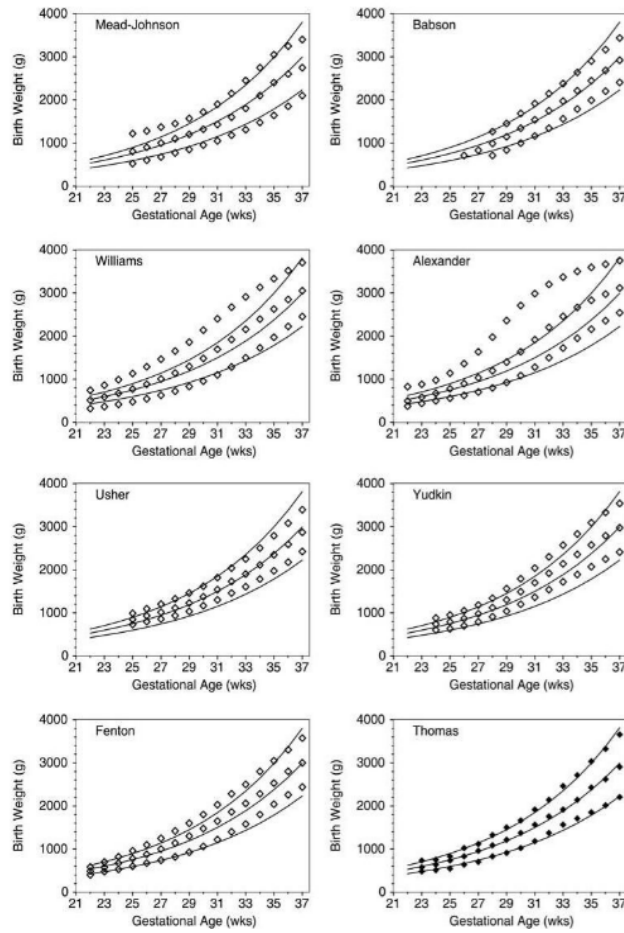 Mead-Johnson
Birth Weight (g)
4000
3000
2000
1000
0
21 23 25 27 29 31 33 35 37
Gestational Age (wks)
Babson
Birth Weight (g)
4000
3000
2000
1000
0
21 23 25 27 29 31 33 35 37
Gestational Age (wks)
Williams
Birth Weight (g)
4000
3000
2000
1000
0
21 23 25 27 29 31 33 35 37
Gestational Age (wks)
Alexander
Birth Weight (g)
4000
3000
2000
1000
0
21 23 25 27 29 31 33 35 37
Gestational Age (wks)
Usher
Birth Weight (g)
4000
3000
2000
1000
0
21 23 25 27 29 31 33 35 37
Gestational Age (wks)
Yudkin
Birth Weight (g)
4000
3000
2000
1000
0
21 23 25 27 29 31 33 35 37
Gestational Age (wks)
Fenton
Birth Weight (g)
4000
3000
2000
1000
0
21 23 25 27 29 31 33 35 37
Gestational Age (wks)
Thomas
Birth Weight (g)
4000
3000
2000
1000
0
21 23 25 27 29 31 33 35 37
Gestational Age (wks)